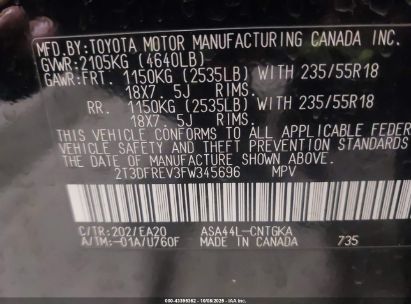 MFD.BY:TOYOTA MOTOR MANUFACTURING CANADA INC.
GVWR:2105KG (4640LB)
GAWR:FRT. 1150KG (2535LB) WITH 235/55R18
18X7.5J RIMS.
RR. 1150KG (2535LB) WITH 235/55R18
18X7.5J RIMS.
THIS VEHICLE CONFORMS TO ALL APPLICABLE FEDER
VEHICLE SAFETY AND THEFT PREVENTION STANDARDS
THE DATE OF MANUFACTURE
2T3DFREV3FW345696 MPV
C/TR:202/EA20 ASA44L-CNTGKA
A/TM:-01A/U760F MADE IN CANADA 735